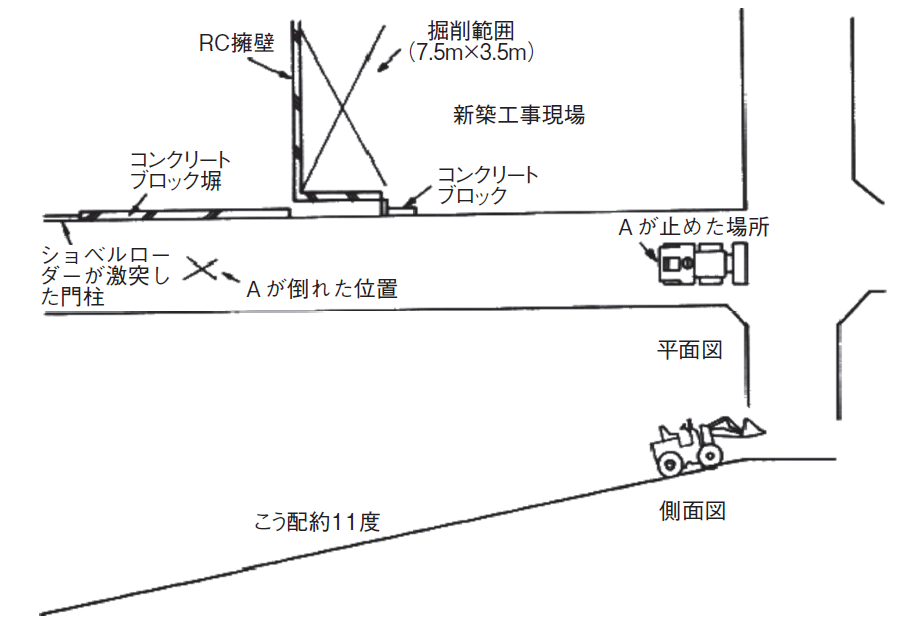 掘削範囲
(7.5m×3.5m)
RC擁壁
新築工事現場
コンクリート
ブロック塀
コンクリート
ブロック
Aが止めた場所
ショベルロー
ダーが激突し
た門柱
Aが倒れた位置
平面図
側面図
こう配約11度